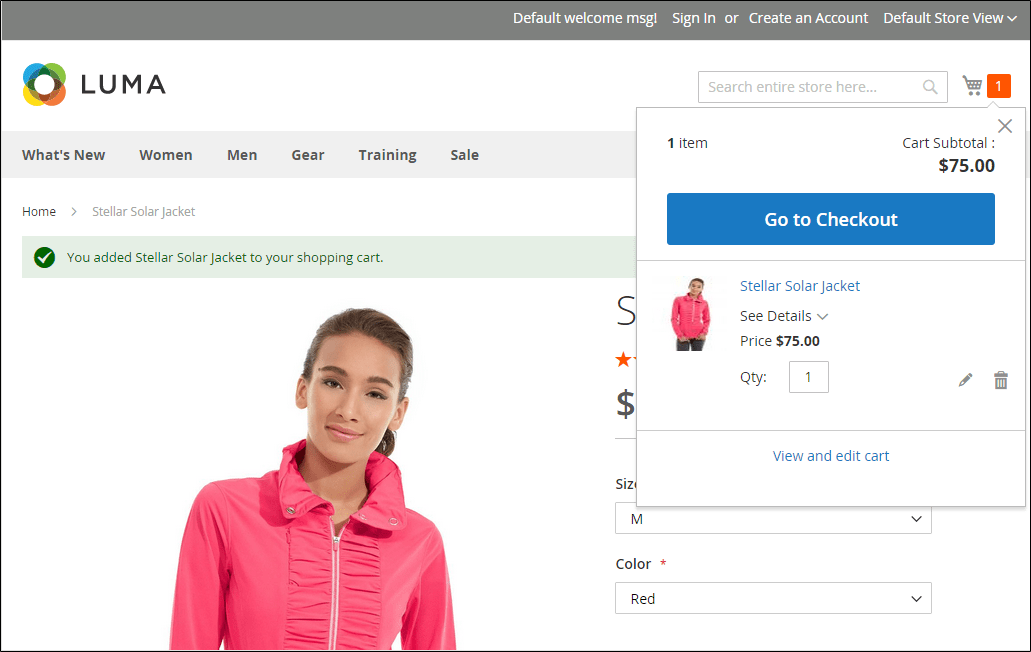 Default welcome msg! Sign In or Create an Account Default Store View
LUMA
Search entire store here...
1
What's New Women Men Gear Training Sale
1 item
Cart Subtotal :
$75.00
Go to Checkout
Home > Stellar Solar Jacket
You added Stellar Solar Jacket to your shopping cart.
Stellar Solar Jacket
See Details
Price $75.00
Qty: 1
View and edit cart
S
$
Size
M
Color *
Red